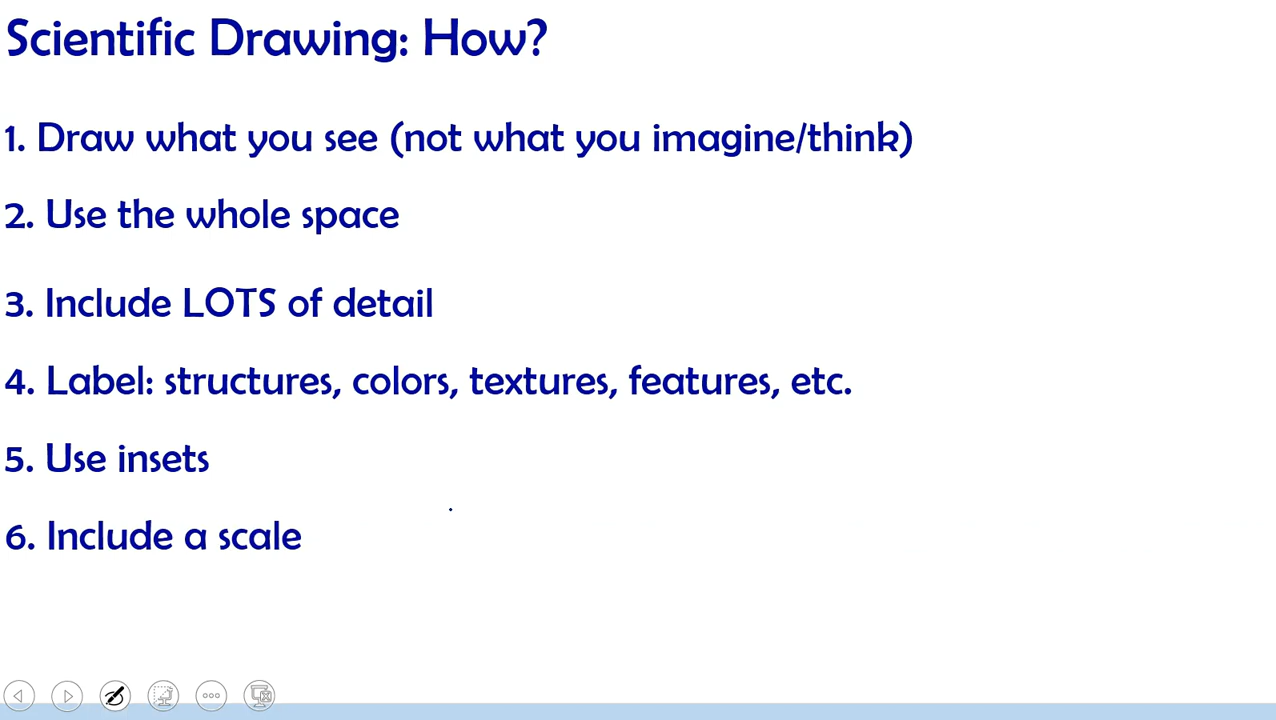 Scientific Drawing: How?
1. Draw what you see (not what you imagine/think)
2. Use the whole space
3. Include LOTS of detail
4. Label: structures, colors, textures, features, etc.
5. Use insets
6. Include a scale